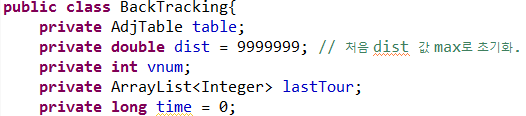 public class BackTracking{
private AdjTable table;
private double dist = 9999999; // 처음 dist 값 max로 초기화.
private int vnum;
private ArrayList<Integer> lastTour;
private long time = 0;